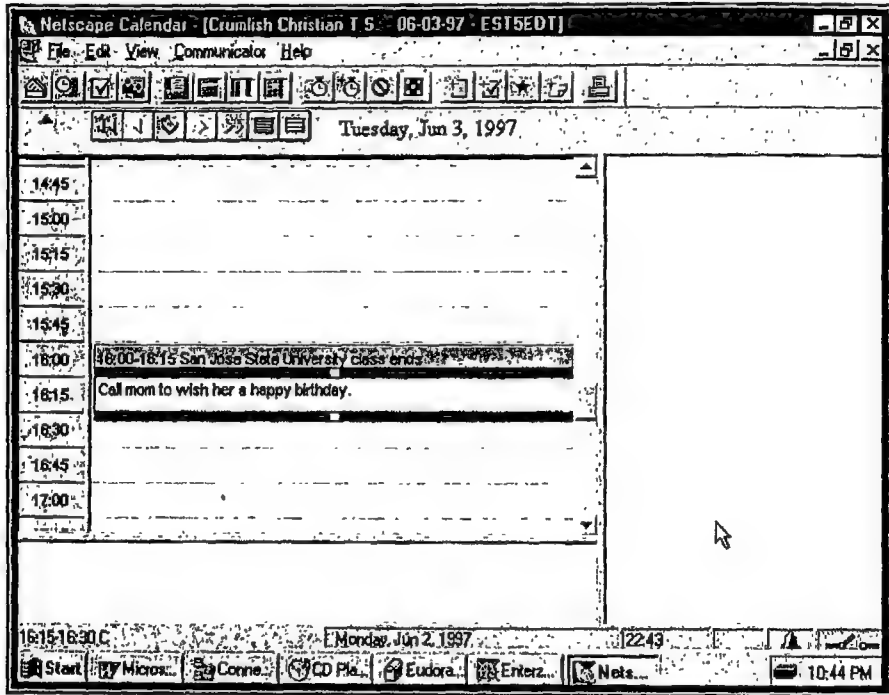 Netscape Calendar - [Crumlish Christian T S - 06-03-97 - EST5EDT]
File Edit View Communicator Help
Tuesday, Jun 3, 1997
14:45
15:00
15:15
15:30
15:45
16:00 16:00-16:15 San Jose State University class ends
16:15 Call mom to wish her a happy birthday.
16:30
16:45
17:00
16:15-16:30 C Monday, Jun 2, 1997 22:43
Start Micros... Conne... CD Pla... Eudora... Enterz... Nets... 10:44 PM